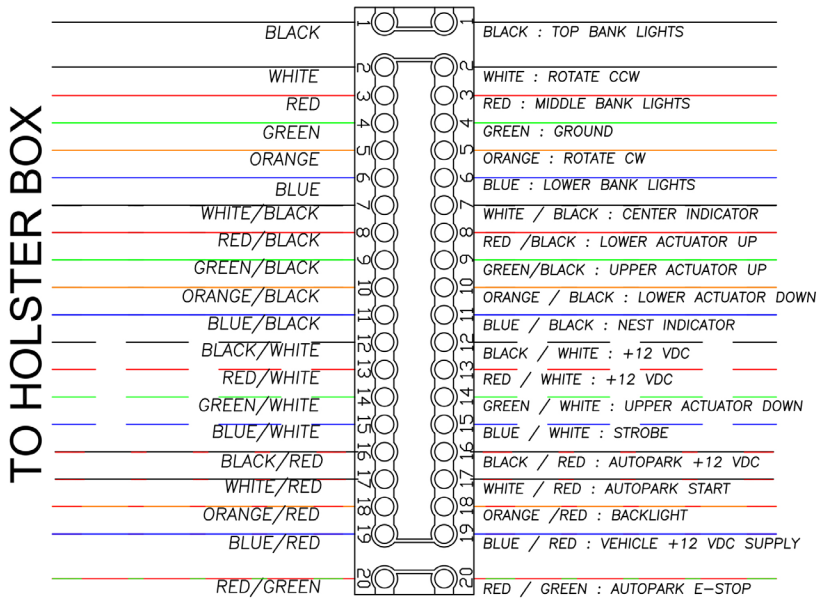 TO HOLSTER BOX
BLACK 1 1 BLACK : TOP BANK LIGHTS
WHITE 2 2 WHITE : ROTATE CCW
RED 3 3 RED : MIDDLE BANK LIGHTS
GREEN 4 4 GREEN : GROUND
ORANGE 5 5 ORANGE : ROTATE CW
BLUE 6 6 BLUE : LOWER BANK LIGHTS
WHITE/BLACK 7 7 WHITE / BLACK : CENTER INDICATOR
RED/BLACK 8 8 RED /BLACK : LOWER ACTUATOR UP
GREEN/BLACK 9 9 GREEN/BLACK : UPPER ACTUATOR UP
ORANGE/BLACK 10 10 ORANGE / BLACK : LOWER ACTUATOR DOWN
BLUE/BLACK 11 11 BLUE / BLACK : NEST INDICATOR
BLACK/WHITE 12 12 BLACK / WHITE : +12 VDC
RED/WHITE 13 13 RED / WHITE : +12 VDC
GREEN/WHITE 14 14 GREEN / WHITE : UPPER ACTUATOR DOWN
BLUE/WHITE 15 15 BLUE / WHITE : STROBE
BLACK/RED 16 16 BLACK / RED : AUTOPARK +12 VDC
WHITE/RED 17 17 WHITE / RED : AUTOPARK START
ORANGE/RED 18 18 ORANGE /RED : BACKLIGHT
BLUE/RED 19 19 BLUE / RED : VEHICLE +12 VDC SUPPLY
RED/GREEN 20 20 RED / GREEN : AUTOPARK E-STOP